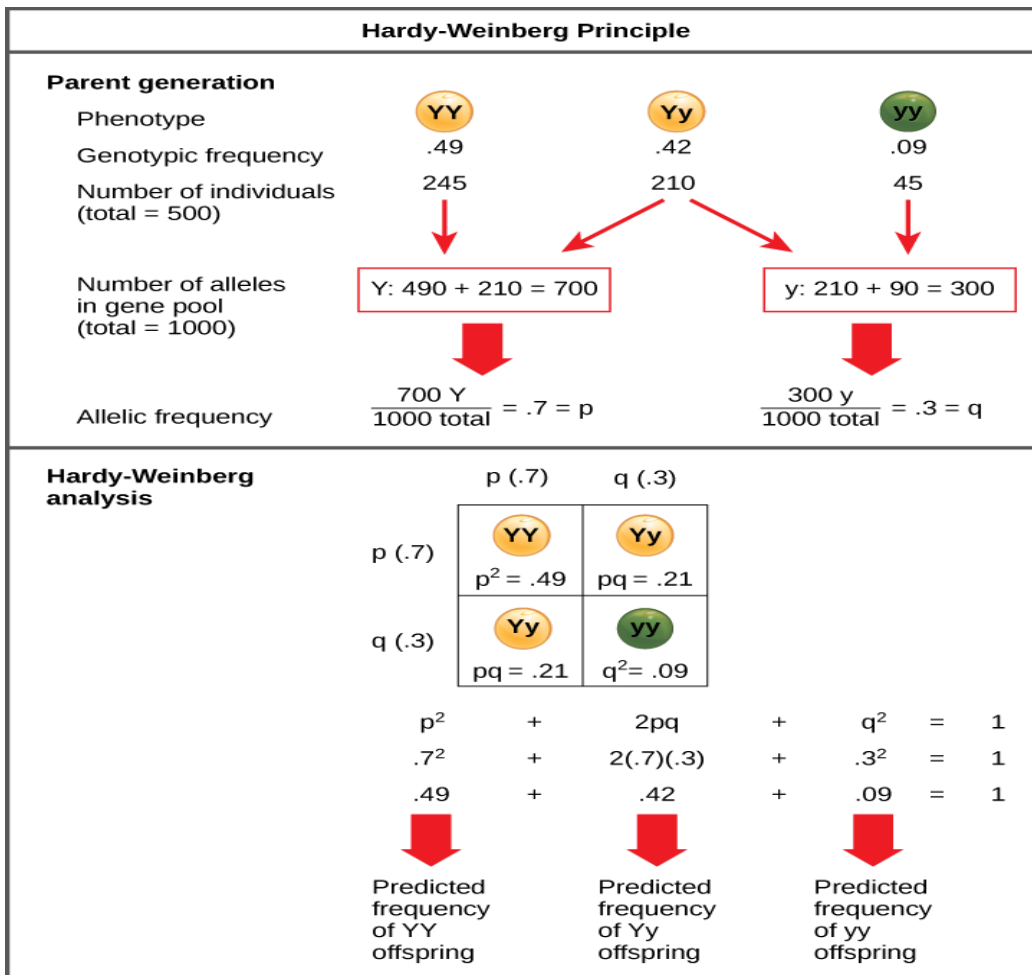 Hardy-Weinberg Principle
Parent generation
Phenotype
YY
Yy
yy
Genotypic frequency
.49
.42
.09
Number of individuals
(total = 500)
245
210
45
Number of alleles
in gene pool
(total = 1000)
Y: 490 + 210 = 700
y: 210 + 90 = 300
Allelic frequency
700 Y
1000 total
= .7 = p
300 y
1000 total
= .3 = q
Hardy-Weinberg
analysis
p (.7)
q (.3)
p (.7)
YY
p² = .49
Yy
pq = .21
q (.3)
Yy
pq = .21
yy
q²= .09
p² + 2pq + q² = 1
.7² + 2(.7)(.3) + .3² = 1
.49 + .42 + .09 = 1
Predicted
frequency
of YY
offspring
Predicted
frequency
of Yy
offspring
Predicted
frequency
of yy
offspring